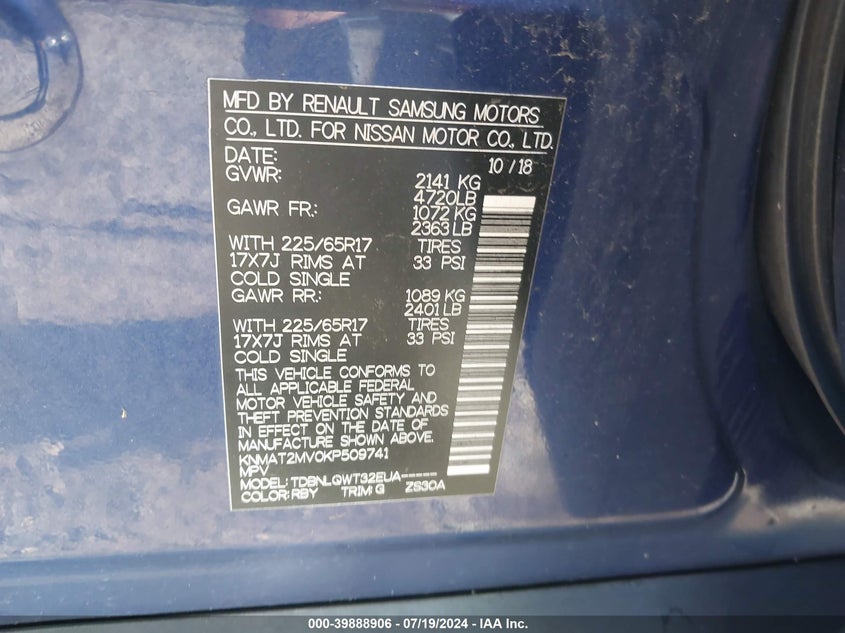 MFD BY RENAULT SAMSUNG MOTORS
CO., LTD. FOR NISSAN MOTOR CO., LTD.
DATE: 10 / 18
GVWR: 2141 KG
4720LB
GAWR FR.: 1072 KG
2363 LB
WITH 225/65R17 TIRES
17X7J RIMS AT 33 PSI
COLD SINGLE
GAWR RR.: 1089 KG
2401 LB
WITH 225/65R17 TIRES
17X7J RIMS AT 33 PSI
COLD SINGLE
THIS VEHICLE CONFORMS TO
ALL APPLICABLE FEDERAL
MOTOR VEHICLE SAFETY AND
THEFT PREVENTION STANDARDS
IN EFFECT ON THE DATE OF
MANUFACTURE SHOWN ABOVE.
KNMAT2MV0KP509741
MPV
MODEL: TDBNLQWT32EUA-----
COLOR:RBY TRIM:G ZS30A
000-39888906 - 07/19/2024 - IAA Inc.